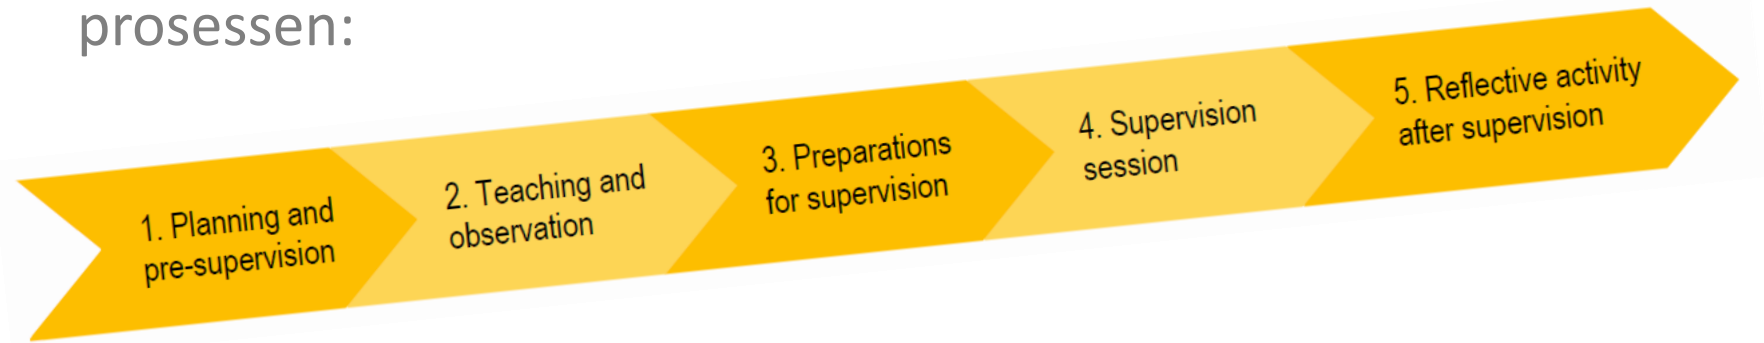 prosessen:
1. Planning and
pre-supervision
2. Teaching and
observation
3. Preparations
for supervision
4. Supervision
session
5. Reflective activity
after supervision